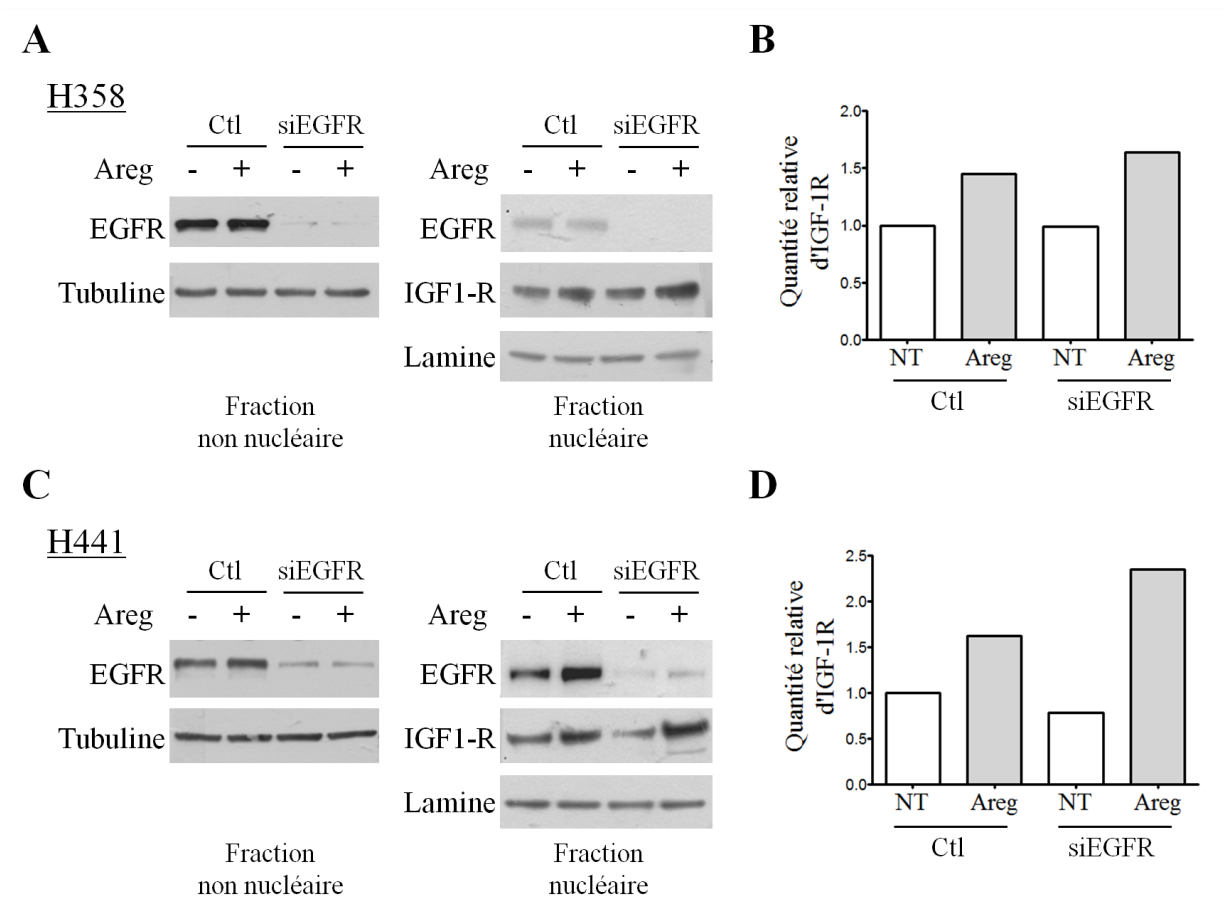 A
H358
Ctl siEGFR
Areg - + - +
EGFR
Tubuline
Fraction
non nucléaire
Ctl siEGFR
Areg - + - +
EGFR
IGF1-R
Lamine
Fraction
nucléaire
B
Quantité relative
d'IGF-1R
2.0
1.5
1.0
0.5
0.0
NT Areg NT Areg
Ctl siEGFR
C
H441
Ctl siEGFR
Areg - + - +
EGFR
Tubuline
Fraction
non nucléaire
Ctl siEGFR
Areg - + - +
EGFR
IGF1-R
Lamine
Fraction
nucléaire
D
Quantité relative
d'IGF-1R
2.5
2.0
1.5
1.0
0.5
0.0
NT Areg NT Areg
Ctl siEGFR